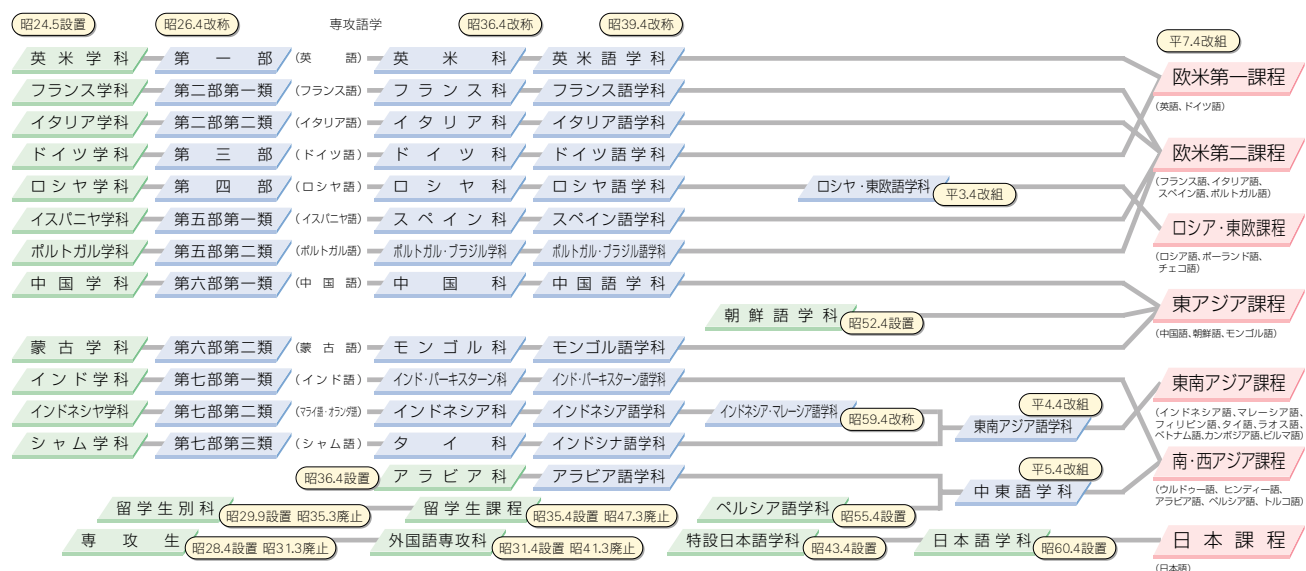 昭24.5設置 昭26.4改称 専攻語学 昭36.4改称 昭39.4改称
平7.4改組
英米学科 第一部 (英語) 英米科 英米語学科
欧米第一課程
(英語、ドイツ語)
フランス学科 第二部第一類 (フランス語) フランス科 フランス語学科
イタリア学科 第二部第二類 (イタリア語) イタリア科 イタリア語学科
ドイツ学科 第三部 (ドイツ語) ドイツ科 ドイツ語学科
欧米第二課程
(フランス語、イタリア語、
スペイン語、ポルトガル語)
ロシヤ学科 第四部 (ロシヤ語) ロシヤ科 ロシヤ語学科 ロシヤ・東欧語学科 平3.4改組
イスパニヤ学科 第五部第一類 (イスパニヤ語) スペイン科 スペイン語学科
ロシア・東欧課程
(ロシア語、ポーランド語、
チェコ語)
ポルトガル学科 第五部第二類 (ポルトガル語) ポルトガル・ブラジル科 ポルトガル・ブラジル語学科
中国学科 第六部第一類 (中国語) 中国科 中国語学科
東アジア課程
(中国語、朝鮮語、モンゴル語)
朝鮮語学科 昭52.4設置
蒙古学科 第六部第二類 (蒙古語) モンゴル科 モンゴル語学科
インド学科 第七部第一類 (インド語) インド・パーキスターン科 インド・パーキスターン語学科
東南アジア課程
(インドネシア語、マレーシア語、
フィリピン語、タイ語、ラオス語、
ベトナム語、カンボジア語、ビルマ語)
インドネシヤ学科 第七部第二類 (マライ語・オランダ語) インドネシア科 インドネシア語学科 インドネシア・マレーシア語学科 昭59.4改称
平4.4改組
東南アジア語学科
シャム学科 第七部第三類 (シャム語) タイ科 インドシナ語学科
南・西アジア課程
(ウルドゥー語、ヒンディー語、
アラビア語、ペルシア語、トルコ語)
昭36.4設置 アラビア科 アラビア語学科
平5.4改組
中東語学科
留学生別科 昭29.9設置 昭35.3廃止 留学生課程 昭35.4設置 昭47.3廃止 ペルシア語学科 昭55.4設置
専攻生 昭28.4設置 昭31.3廃止 外国語専攻科 昭31.4設置 昭41.3廃止 特設日本語学科 昭43.4設置 日本語学科 昭60.4設置 日本課程
(日本語)